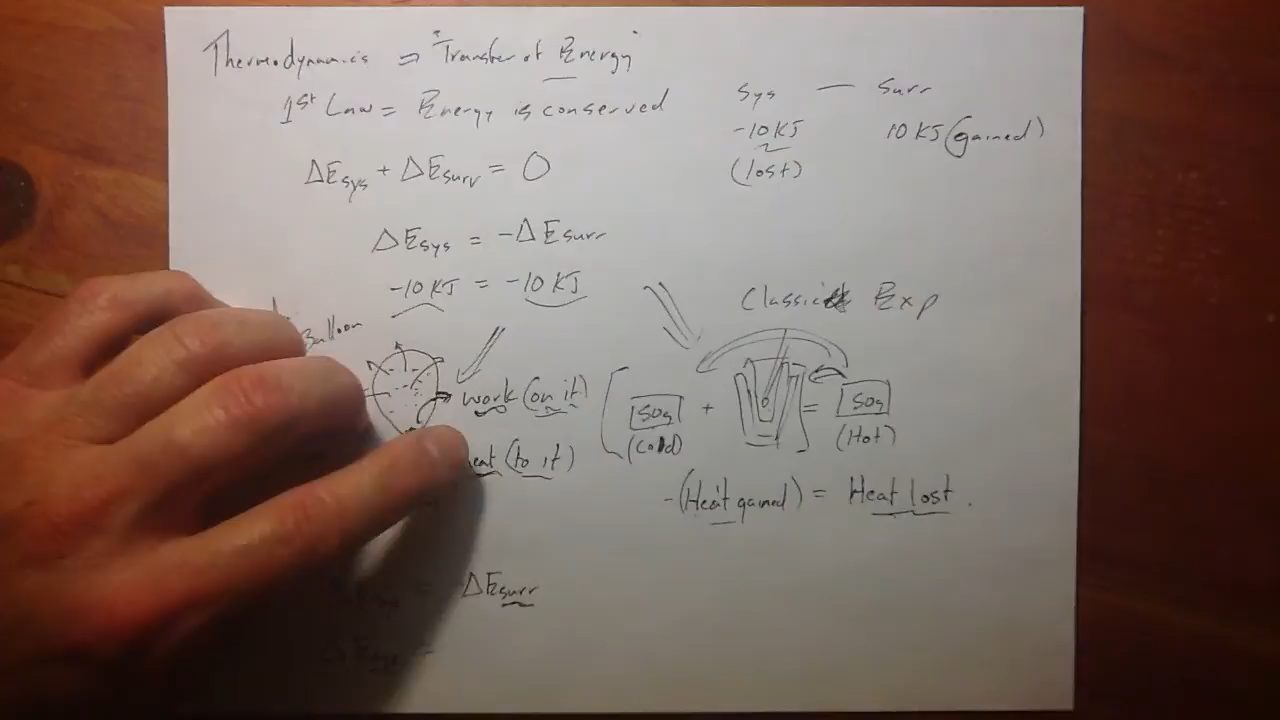 Thermodynamics ⇒ "Transfer of Energy"
1st Law = Energy is conserved
Sys — Surr
-10 KJ 10 KJ (gained)
(lost)
ΔEsys + ΔEsurr = 0
ΔEsys = -ΔEsurr
-10 KJ = -10 KJ
Classic Exp
Balloon
work (on it)
heat (to it)
[50g + ] = 50g
(Cold) (Hot)
-(Heat gained) = Heat lost.
ΔEsurr